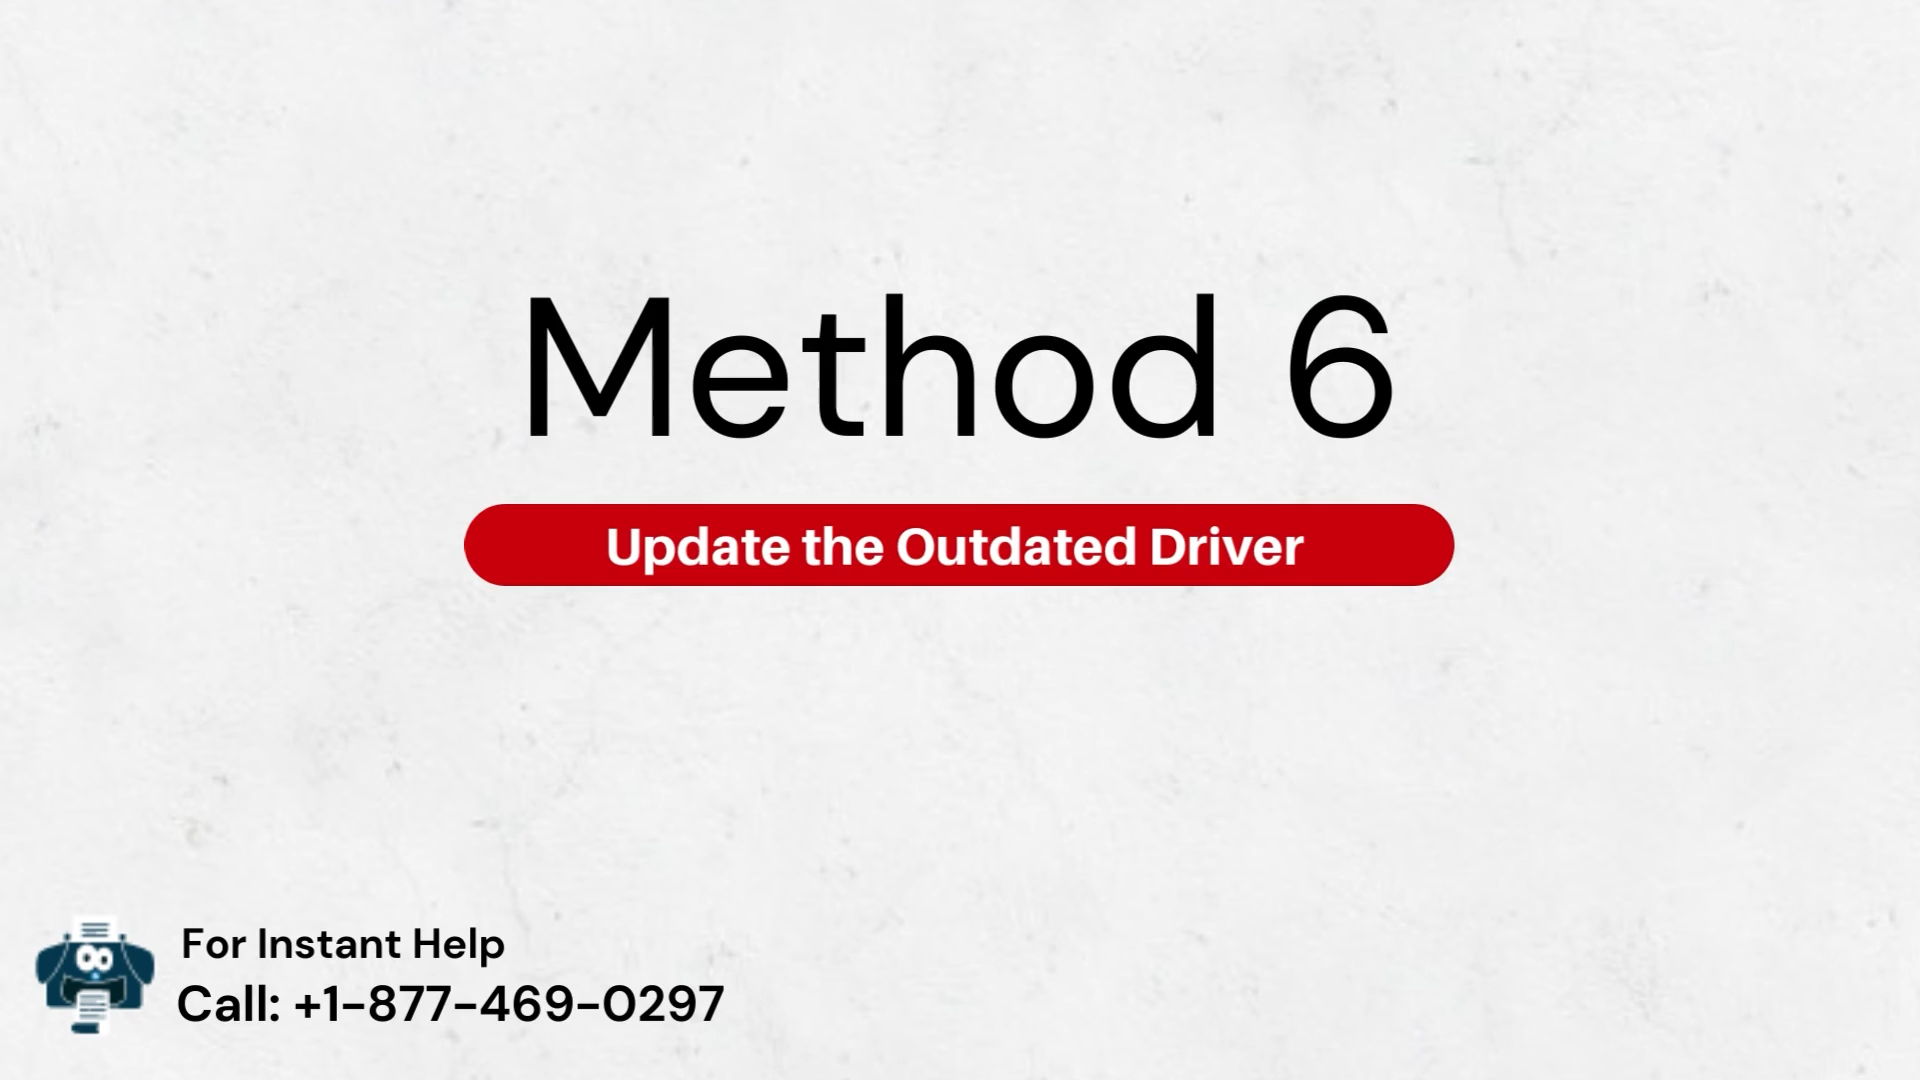 Method 6
Update the Outdated Driver
For Instant Help
Call: +1-877-469-0297